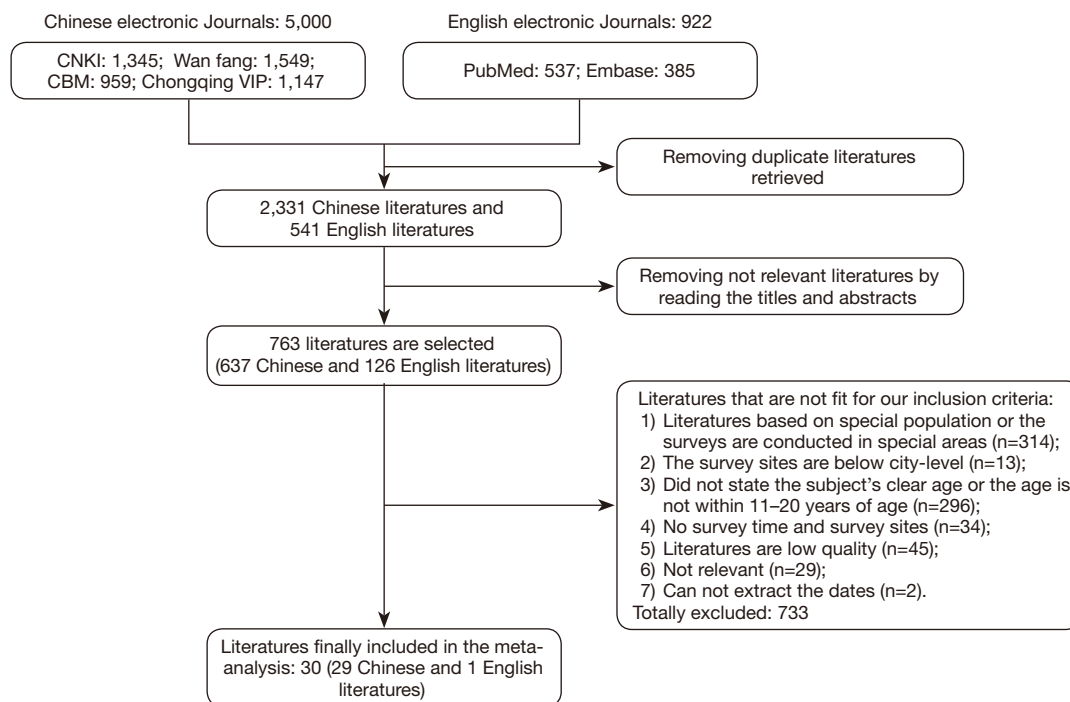 Chinese electronic Journals: 5,000
English electronic Journals: 922
CNKI: 1,345; Wan fang: 1,549;
CBM: 959; Chongqing VIP: 1,147
PubMed: 537; Embase: 385
Removing duplicate literatures
retrieved
2,331 Chinese literatures and
541 English literatures
Removing not relevant literatures by
reading the titles and abstracts
763 literatures are selected
(637 Chinese and 126 English literatures)
Literatures that are not fit for our inclusion criteria:
1) Literatures based on special population or the
surveys are conducted in special areas (n=314);
2) The survey sites are below city-level (n=13);
3) Did not state the subject's clear age or the age is
not within 11–20 years of age (n=296);
4) No survey time and survey sites (n=34);
5) Literatures are low quality (n=45);
6) Not relevant (n=29);
7) Can not extract the dates (n=2).
Totally excluded: 733
Literatures finally included in the meta-
analysis: 30 (29 Chinese and 1 English
literatures)